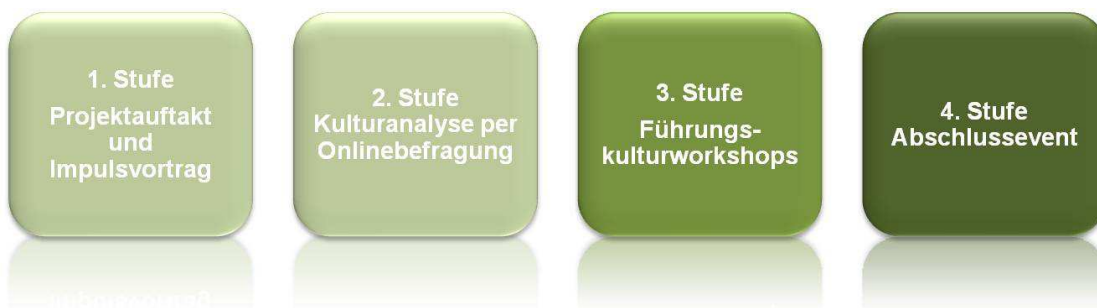 1. Stufe
Projektauftakt
und
Impulsvortrag
2. Stufe
Kulturanalyse per
Onlinebefragung
3. Stufe
Führungs-
kulturworkshops
4. Stufe
Abschlussevent